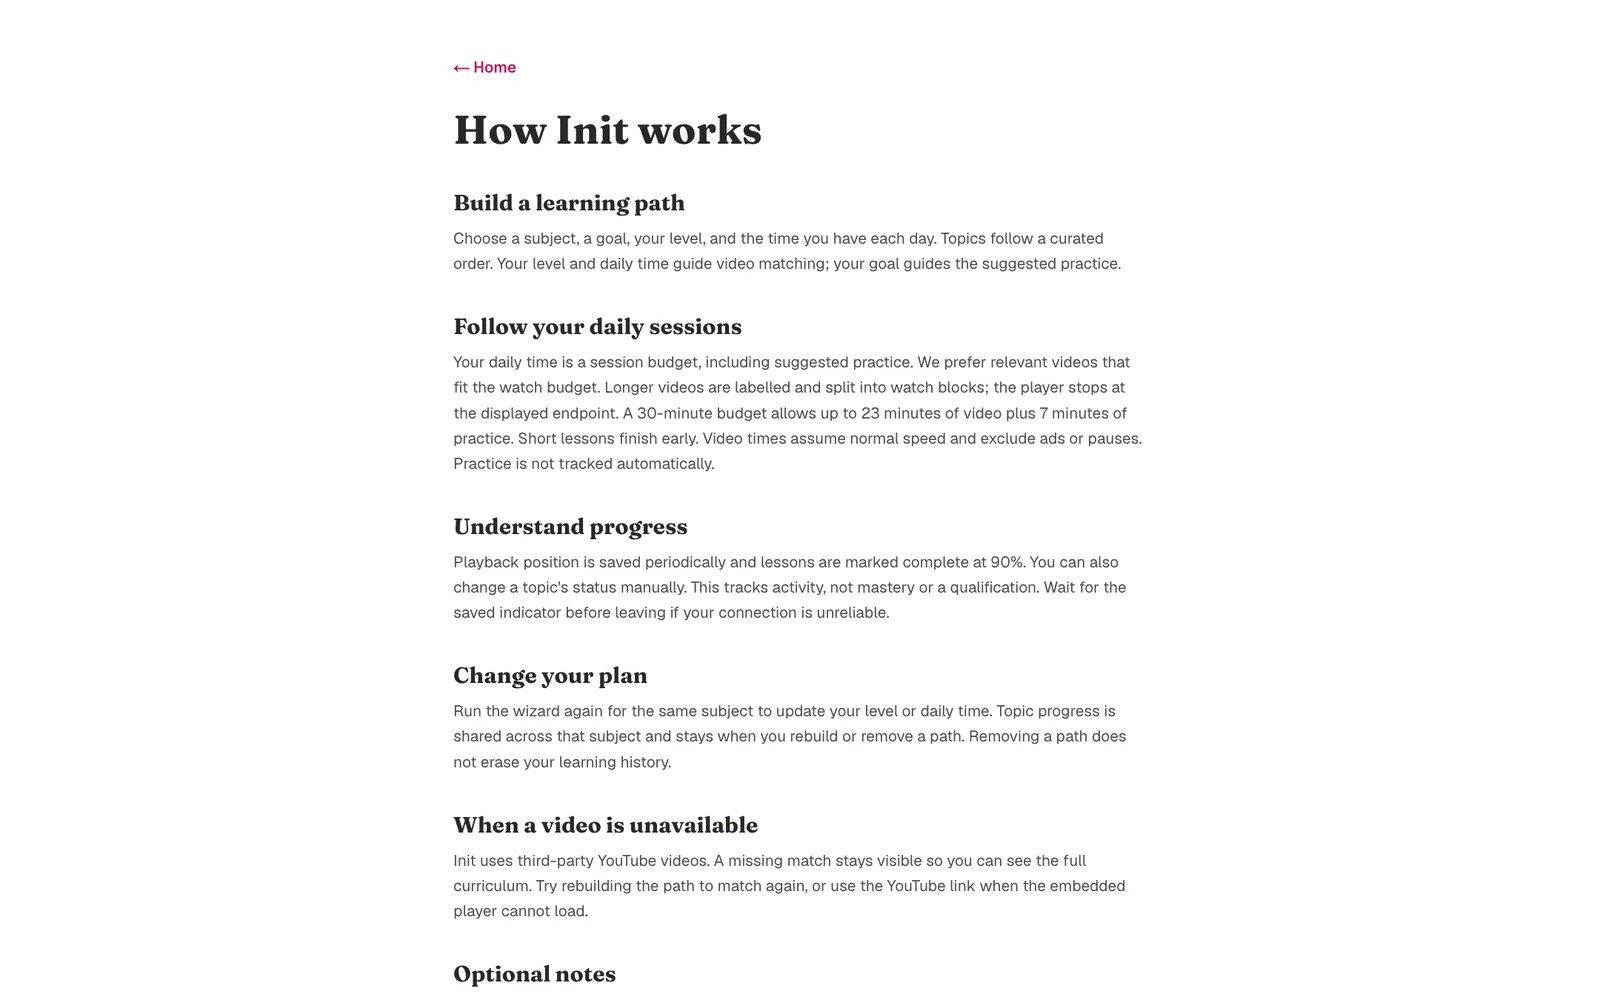 ← Home
How Init works
Build a learning path
Choose a subject, a goal, your level, and the time you have each day. Topics follow a curated
order. Your level and daily time guide video matching; your goal guides the suggested practice.
Follow your daily sessions
Your daily time is a session budget, including suggested practice. We prefer relevant videos that
fit the watch budget. Longer videos are labelled and split into watch blocks; the player stops at
the displayed endpoint. A 30-minute budget allows up to 23 minutes of video plus 7 minutes of
practice. Short lessons finish early. Video times assume normal speed and exclude ads or pauses.
Practice is not tracked automatically.
Understand progress
Playback position is saved periodically and lessons are marked complete at 90%. You can also
change a topic's status manually. This tracks activity, not mastery or a qualification. Wait for the
saved indicator before leaving if your connection is unreliable.
Change your plan
Run the wizard again for the same subject to update your level or daily time. Topic progress is
shared across that subject and stays when you rebuild or remove a path. Removing a path does
not erase your learning history.
When a video is unavailable
Init uses third-party YouTube videos. A missing match stays visible so you can see the full
curriculum. Try rebuilding the path to match again, or use the YouTube link when the embedded
player cannot load.
Optional notes